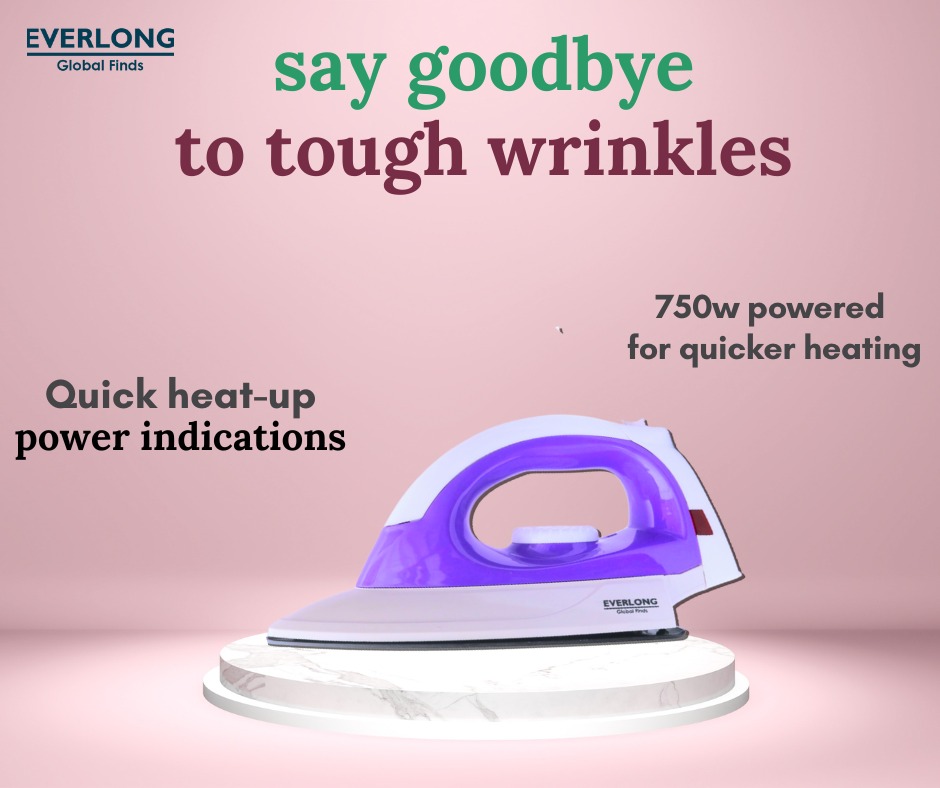 EVERLONG
Global Finds
say goodbye
to tough wrinkles
750w powered
for quicker heating
Quick heat-up
power indications
EVERLONG
Global Finds